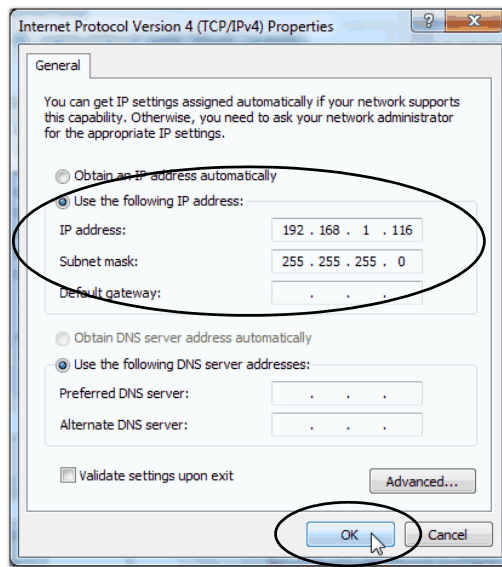 Internet Protocol Version 4 (TCP/IPv4) Properties
General
You can get IP settings assigned automatically if your network supports
this capability. Otherwise, you need to ask your network administrator
for the appropriate IP settings.
Obtain an IP address automatically
Use the following IP address:
IP address: 192 . 168 . 1 . 116
Subnet mask: 255 . 255 . 255 . 0
Default gateway: . . .
Obtain DNS server address automatically
Use the following DNS server addresses:
Preferred DNS server: . . .
Alternate DNS server: . . .
Validate settings upon exit
Advanced...
OK Cancel